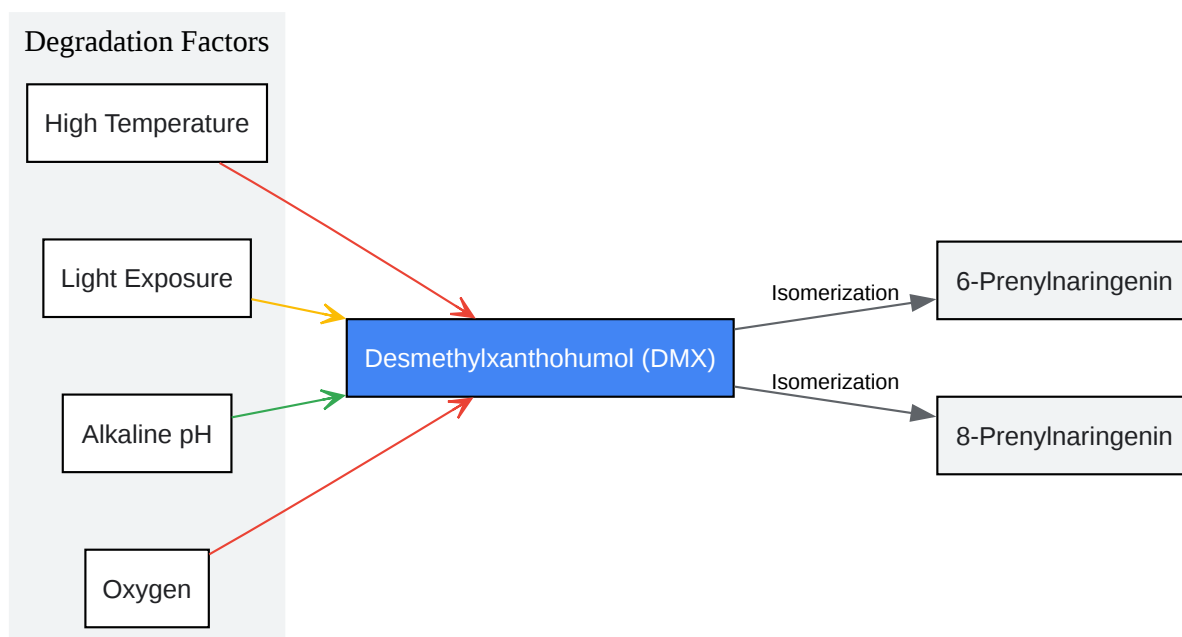 Degradation Factors
High Temperature
Light Exposure
Alkaline pH
Oxygen
Desmethylxanthohumol (DMX)
Isomerization
Isomerization
6-Prenylnaringenin
8-Prenylnaringenin